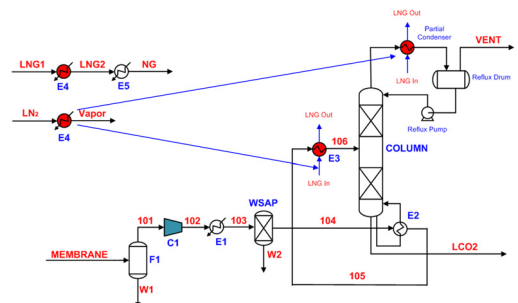 LNG Out
Partial
Condenser
VENT
LNG1
LNG2
NG
E4
E5
LNG In
Reflux Drum
LN₂
Vapor
E4
LNG Out
Reflux Pump
106
E3
COLUMN
LNG In
WSAP
101
102
103
104
E2
C1
E1
MEMBRANE
F1
W2
LCO2
W1
105